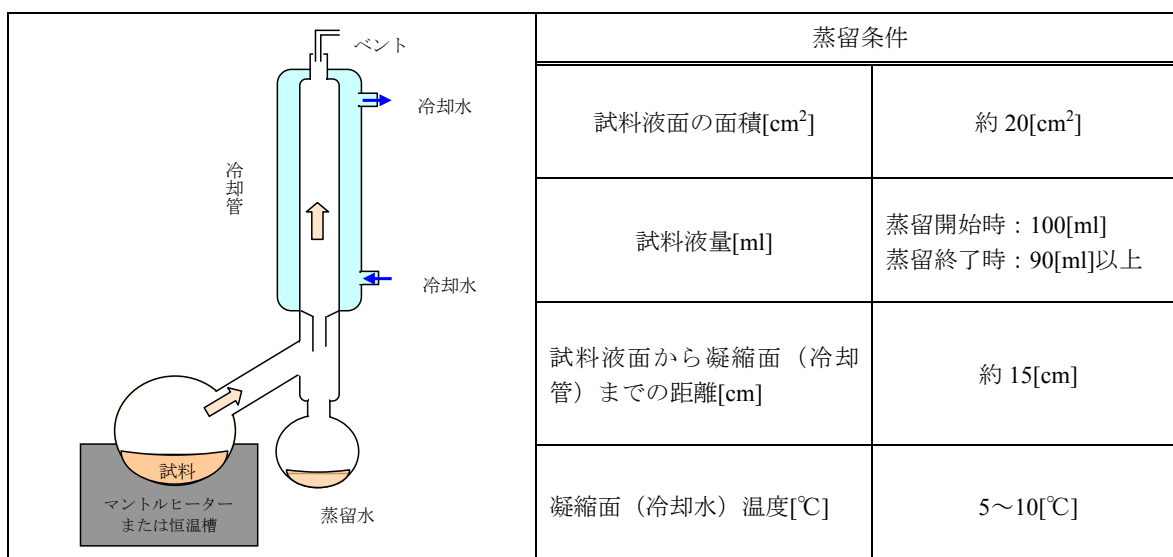 ベント
冷却水
冷却管
冷却水
試料
マントルヒーター
または恒温槽
蒸留水
蒸留条件
試料液面の面積[cm²]
約 20[cm²]
試料液量[ml]
蒸留開始時：100[ml]
蒸留終了時：90[ml]以上
試料液面から凝縮面（冷却
管）までの距離[cm]
約 15[cm]
凝縮面（冷却水）温度[℃]
5～10[℃]